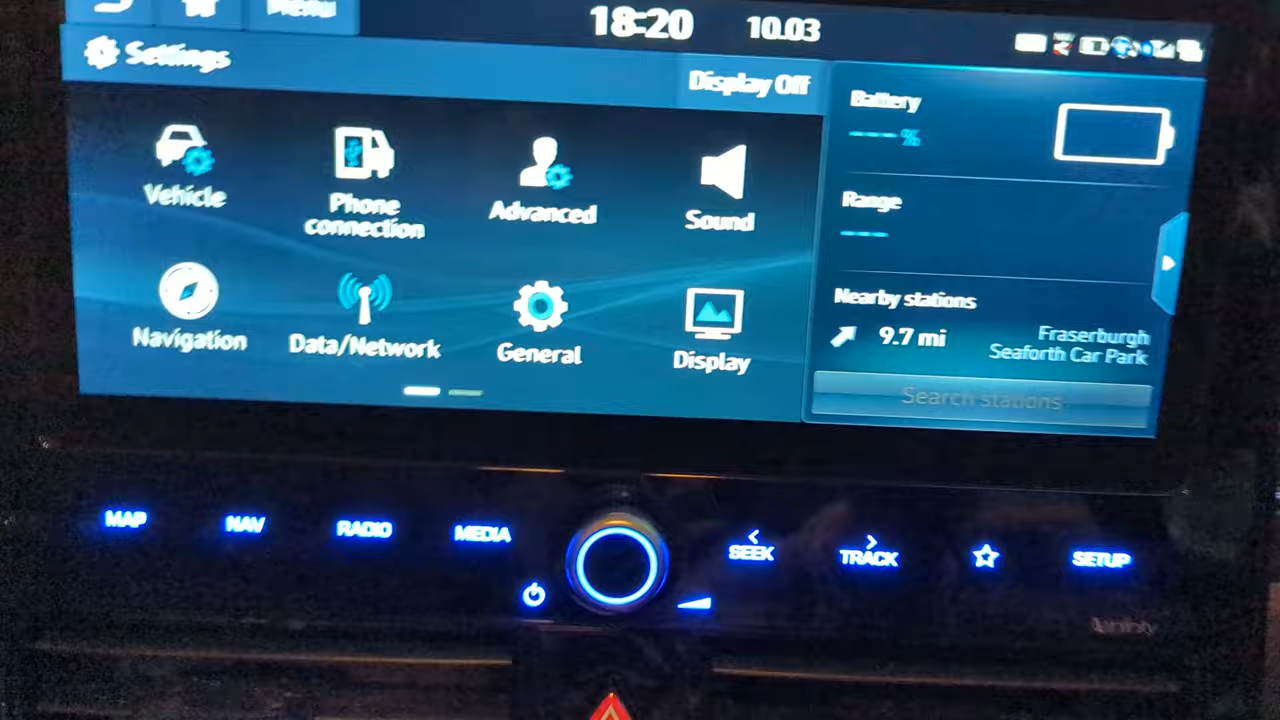 Menu
18:20
10.03
Settings
Display Off
Vehicle
Phone
connection
Advanced
Sound
Navigation
Data/Network
General
Display
Battery
---%
Range
---
Nearby stations
9.7 mi
Fraserburgh
Seaforth Car Park
Search stations
MAP
NAV
RADIO
MEDIA
< SEEK
> TRACK
SETUP